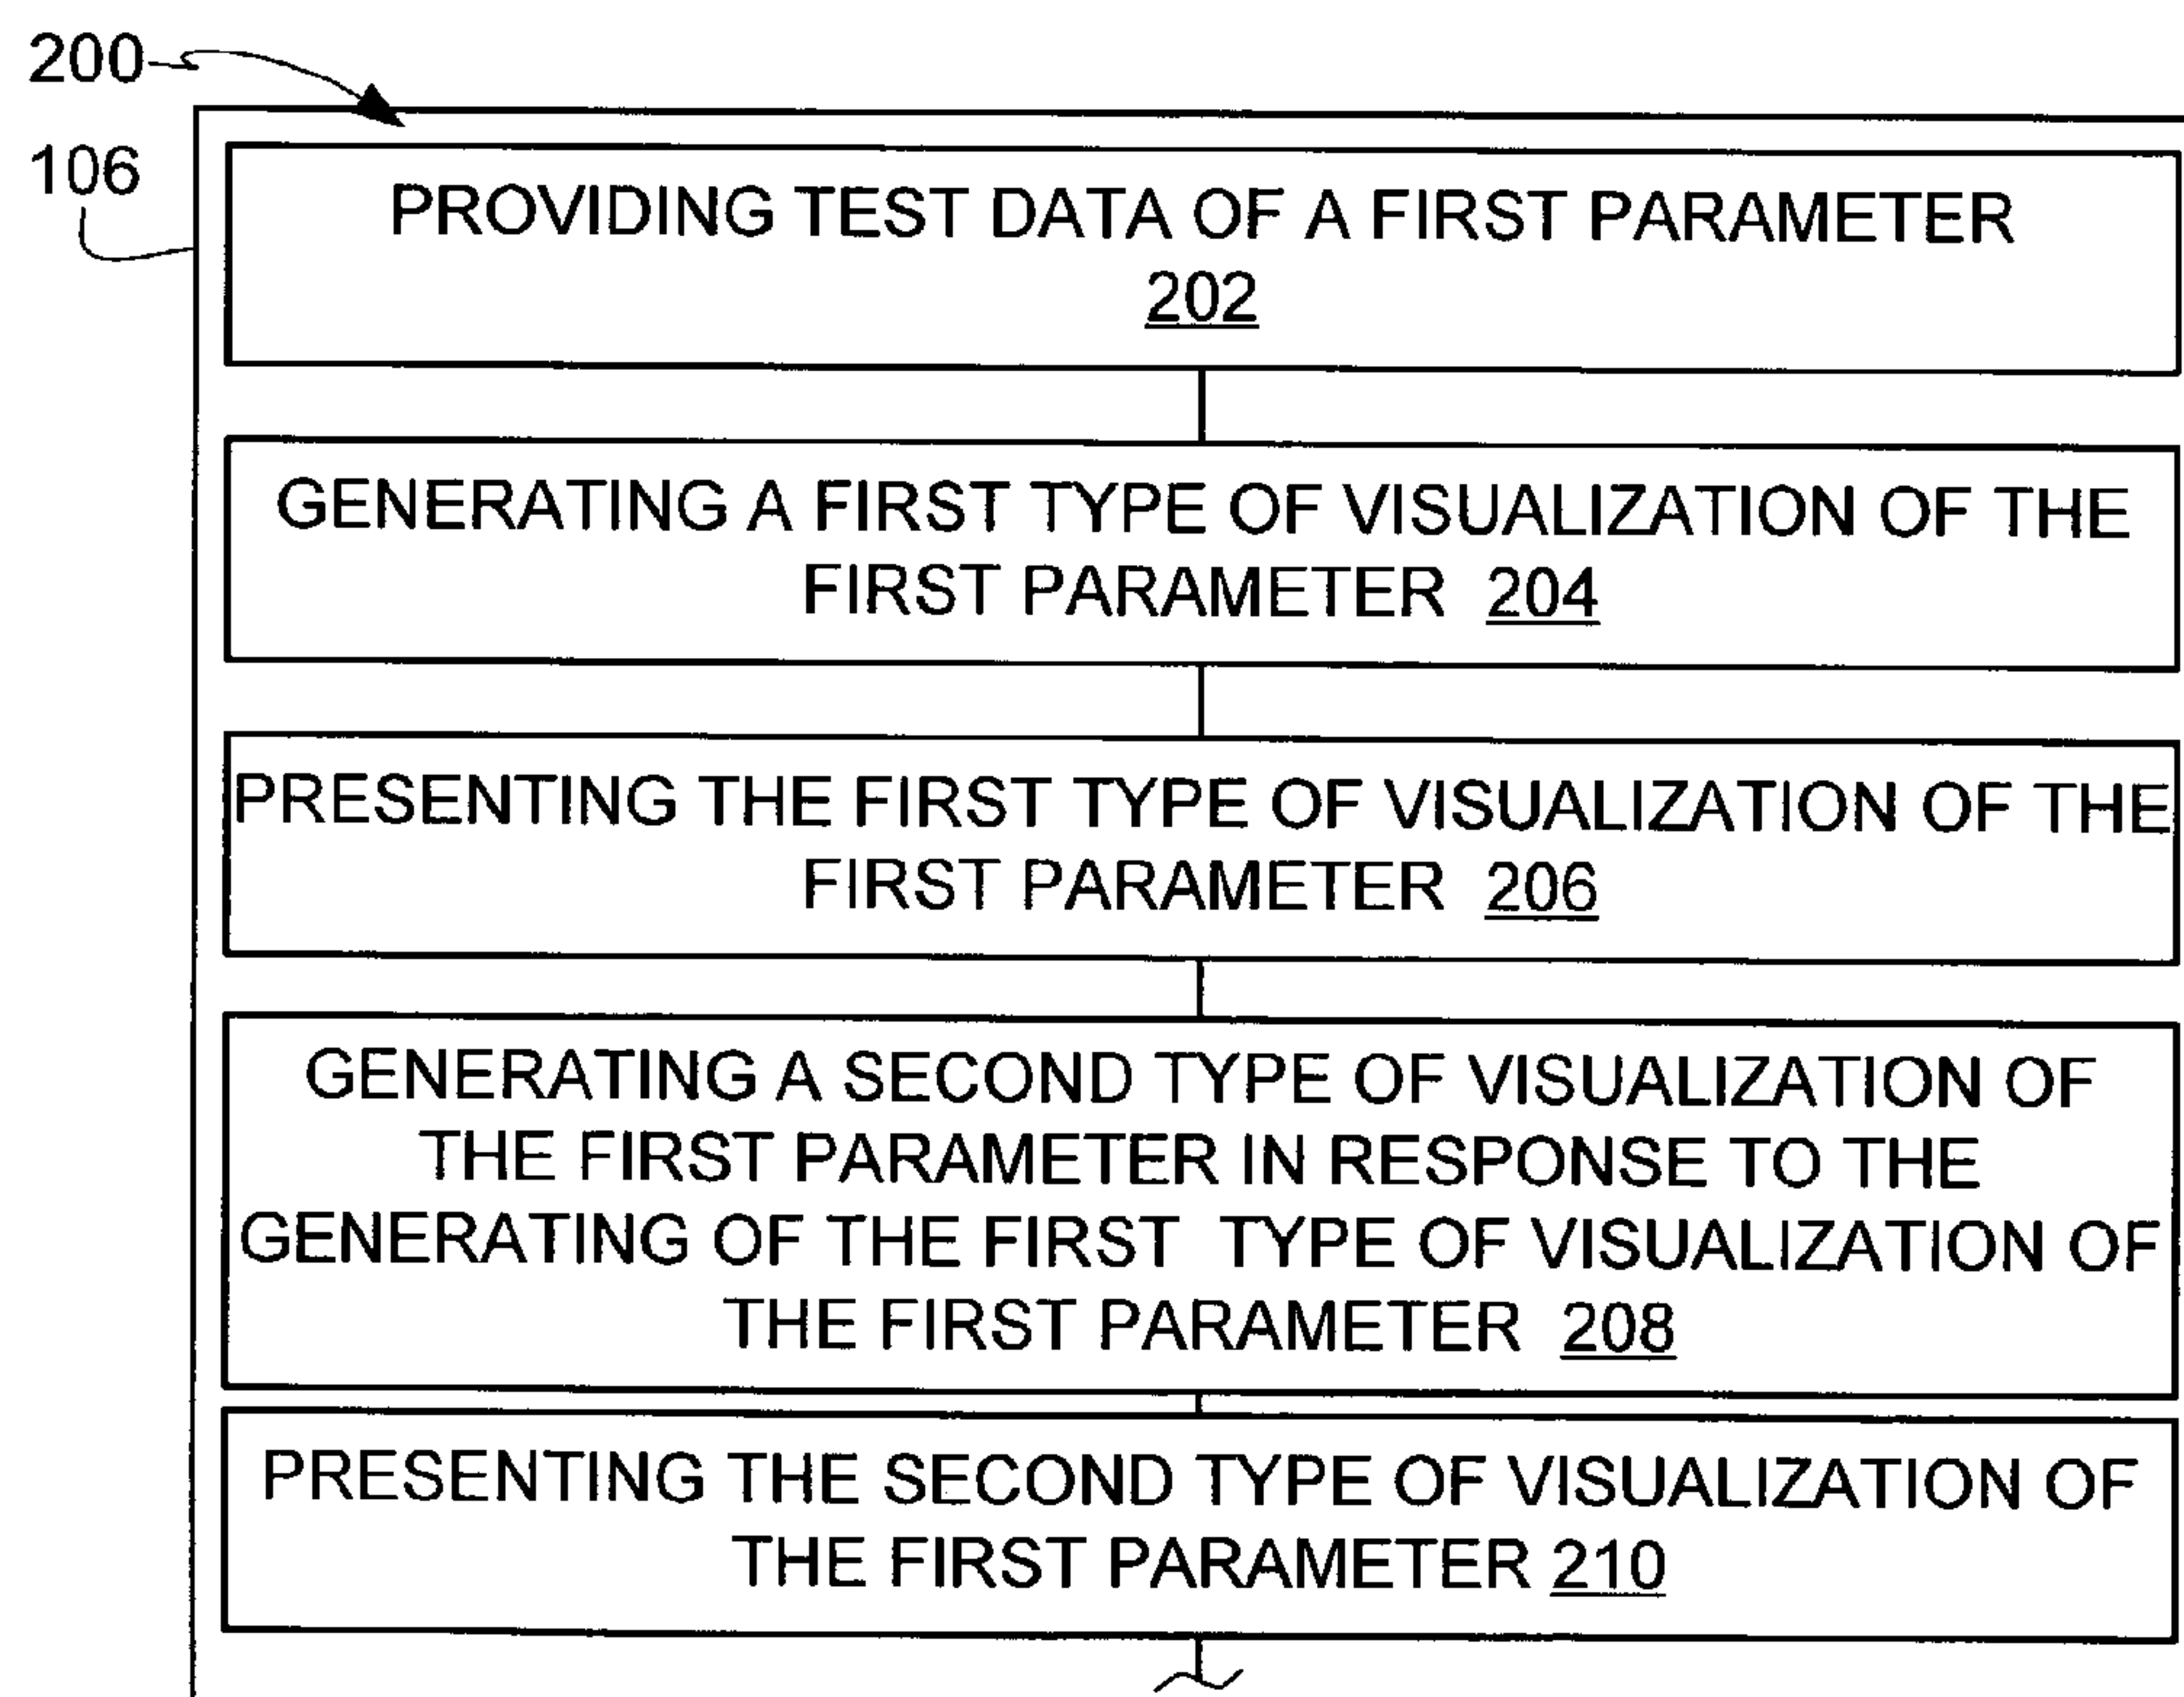 200
106
PROVIDING TEST DATA OF A FIRST PARAMETER
202
GENERATING A FIRST TYPE OF VISUALIZATION OF THE
FIRST PARAMETER 204
PRESENTING THE FIRST TYPE OF VISUALIZATION OF THE
FIRST PARAMETER 206
GENERATING A SECOND TYPE OF VISUALIZATION OF
THE FIRST PARAMETER IN RESPONSE TO THE
GENERATING OF THE FIRST TYPE OF VISUALIZATION OF
THE FIRST PARAMETER 208
PRESENTING THE SECOND TYPE OF VISUALIZATION OF
THE FIRST PARAMETER 210